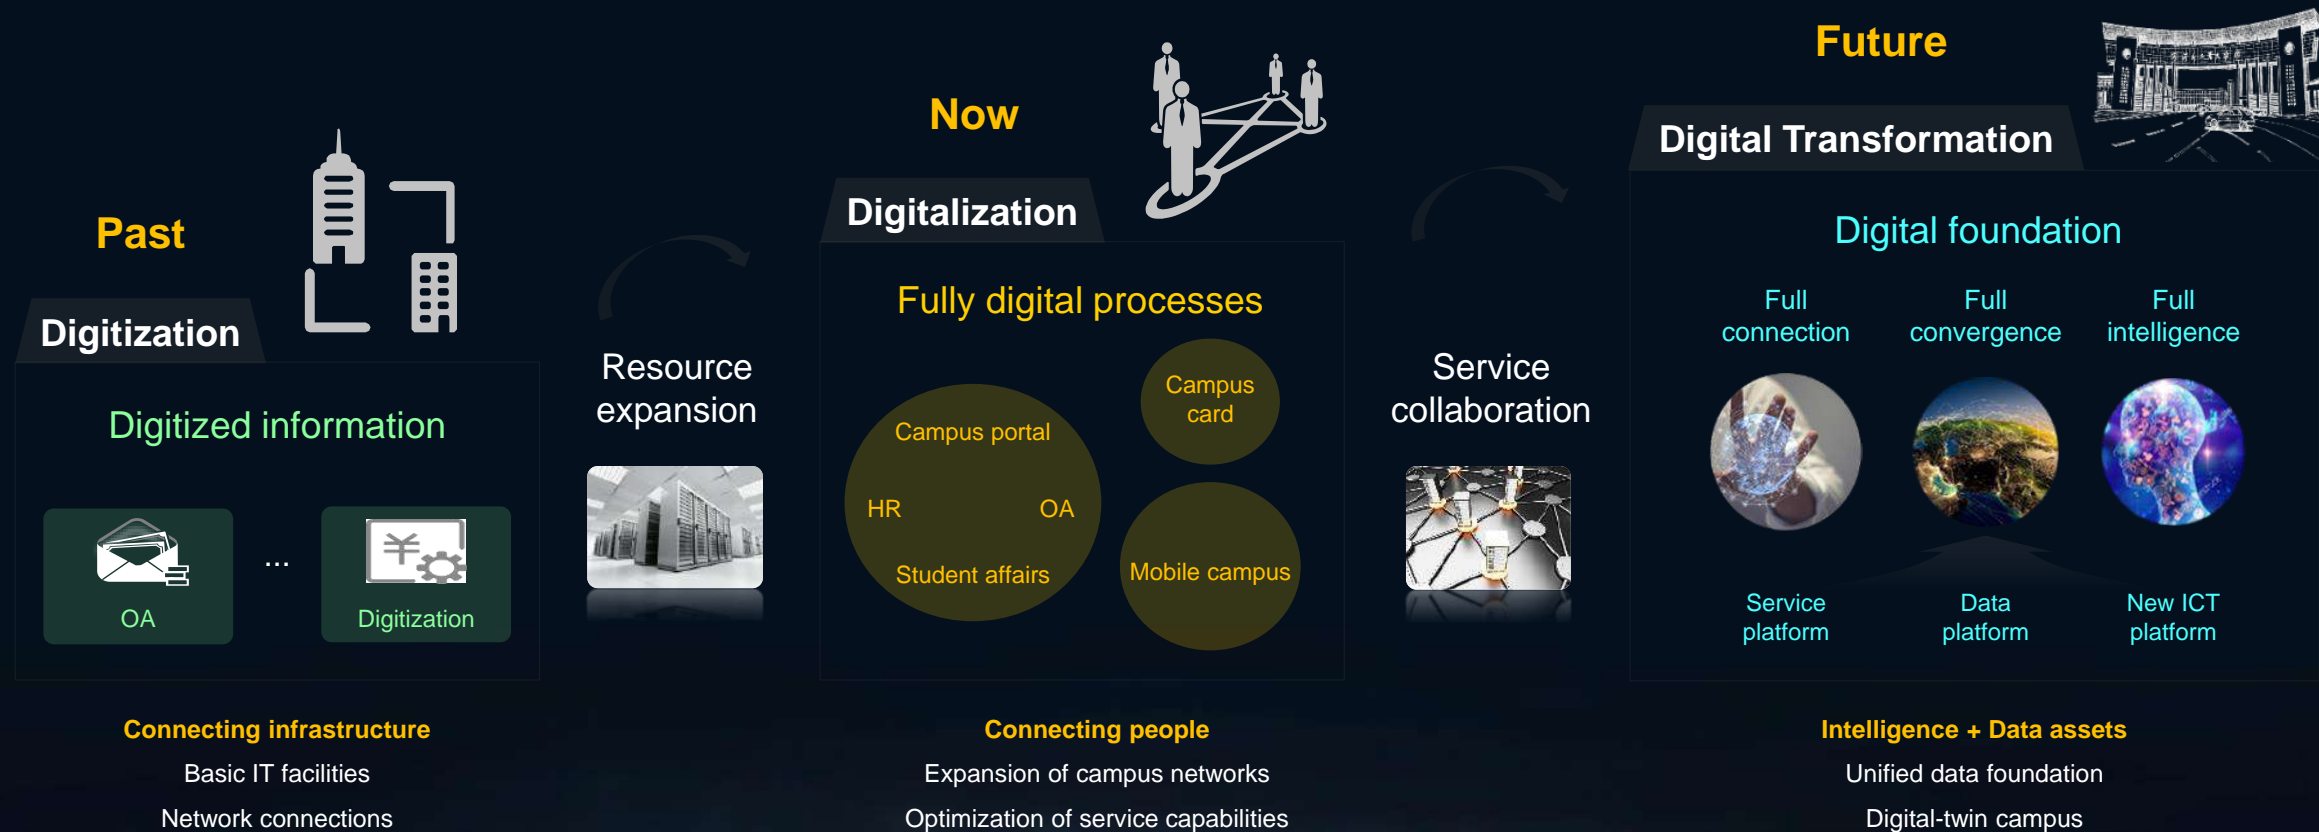 Past
Digitization
Digitized information
OA
...
¥
Digitization
Connecting infrastructure
Basic IT facilities
Network connections
Resource
expansion
Now
Digitalization
Fully digital processes
Campus portal
HR
OA
Student affairs
Campus
card
Mobile campus
Connecting people
Expansion of campus networks
Optimization of service capabilities
Service
collaboration
Future
Digital Transformation
Digital foundation
Full
connection
Full
convergence
Full
intelligence
Service
platform
Data
platform
New ICT
platform
Intelligence + Data assets
Unified data foundation
Digital-twin campus